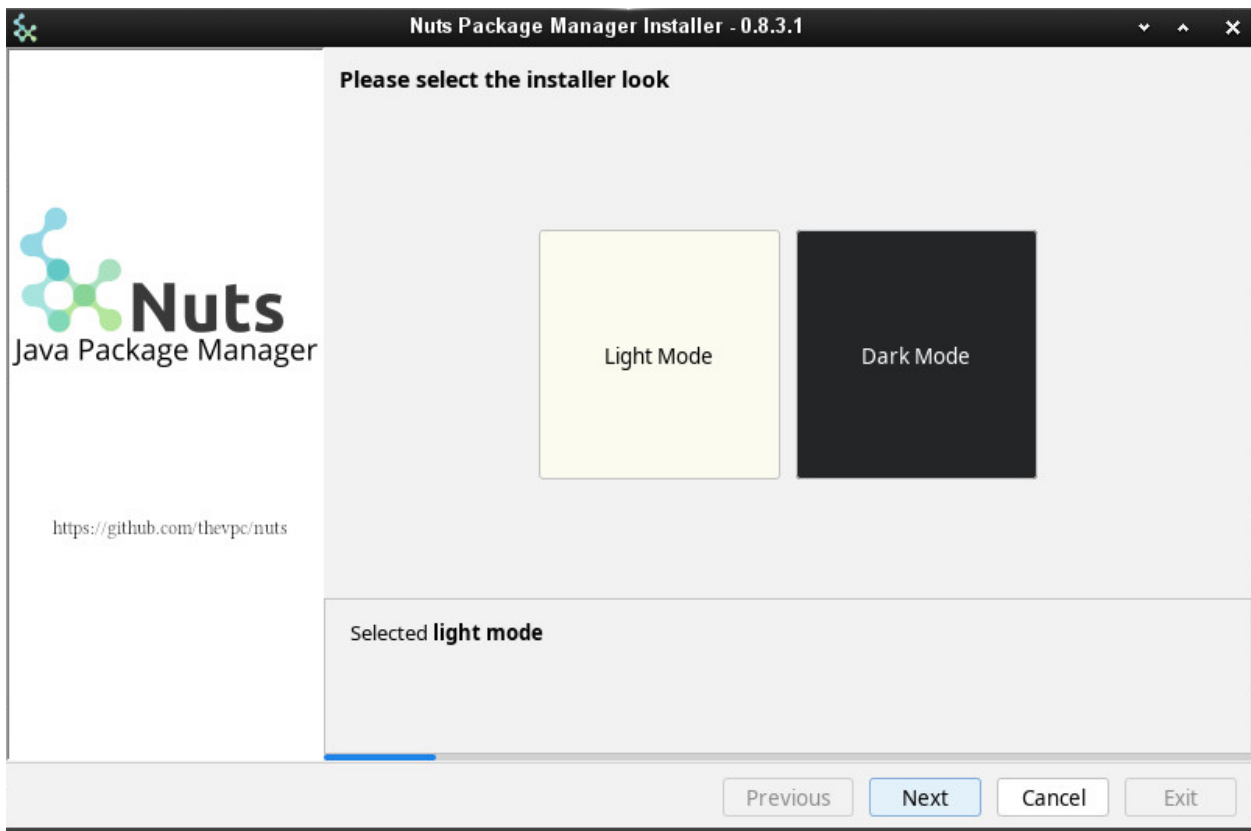 Nuts Package Manager Installer - 0.8.3.1
Please select the installer look
Nuts
Java Package Manager
https://github.com/thevpc/nuts
Light Mode
Dark Mode
Selected light mode
Previous
Next
Cancel
Exit